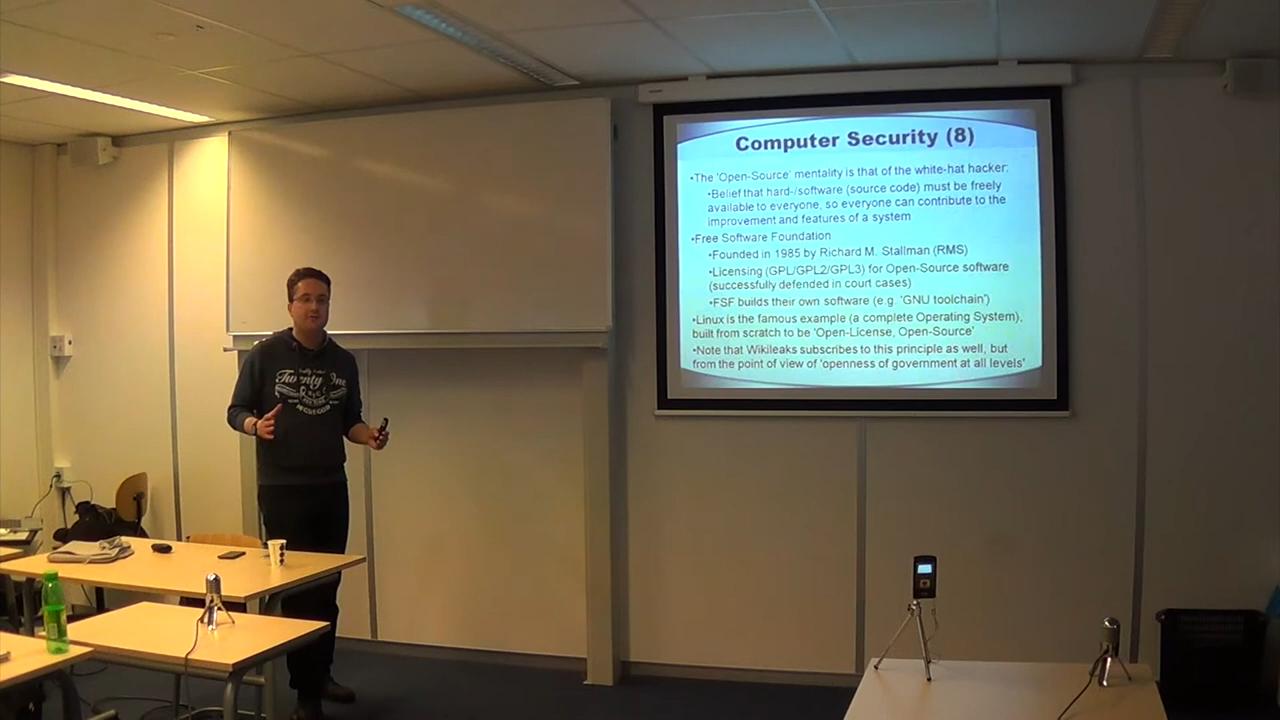 Computer Security (8)
•The 'Open-Source' mentality is that of the white-hat hacker:
•Belief that hard-/software (source code) must be freely
available to everyone, so everyone can contribute to the
improvement and features of a system
•Free Software Foundation
•Founded in 1985 by Richard M. Stallman (RMS)
•Licensing (GPL/GPL2/GPL3) for Open-Source software
(successfully defended in court cases)
•FSF builds their own software (e.g. 'GNU toolchain')
•Linux is the famous example (a complete Operating System),
built from scratch to be 'Open-License, Open-Source'
•Note that Wikileaks subscribes to this principle as well, but
from the point of view of 'openness of government at all levels'
Twenty One
McGREGOR